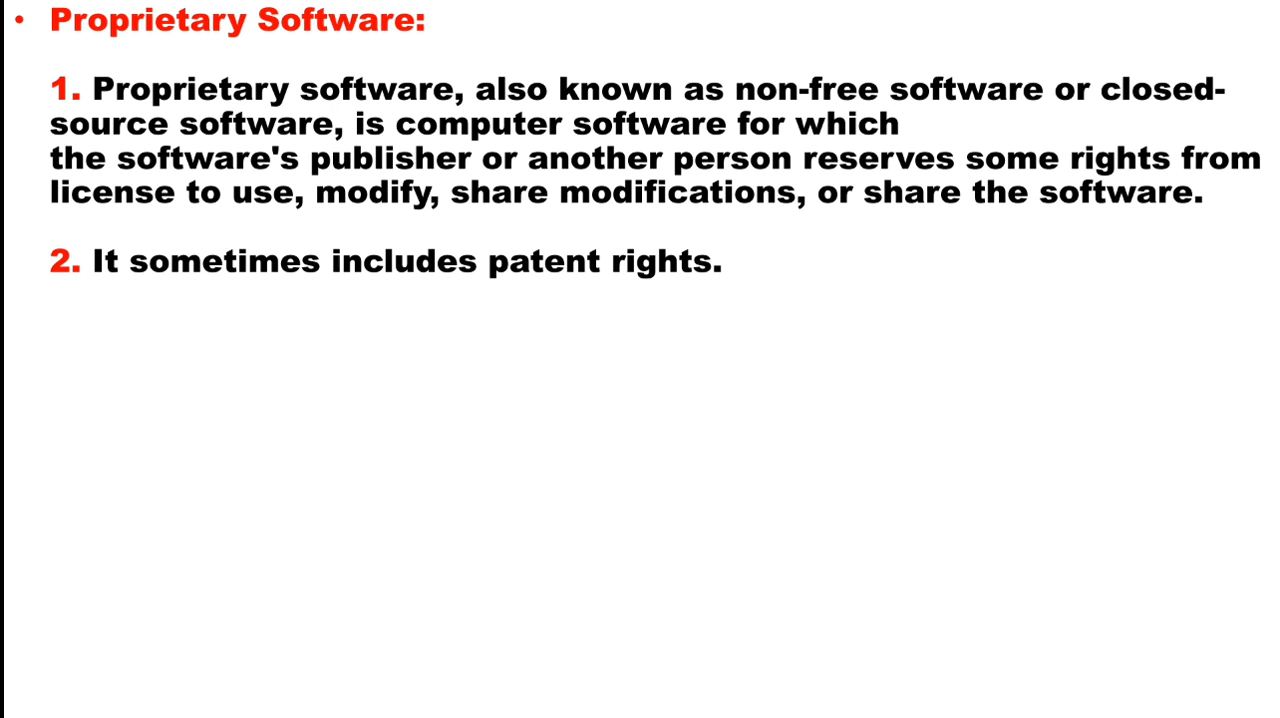 • Proprietary Software:
1. Proprietary software, also known as non-free software or closed-
source software, is computer software for which
the software's publisher or another person reserves some rights from
license to use, modify, share modifications, or share the software.
2. It sometimes includes patent rights.